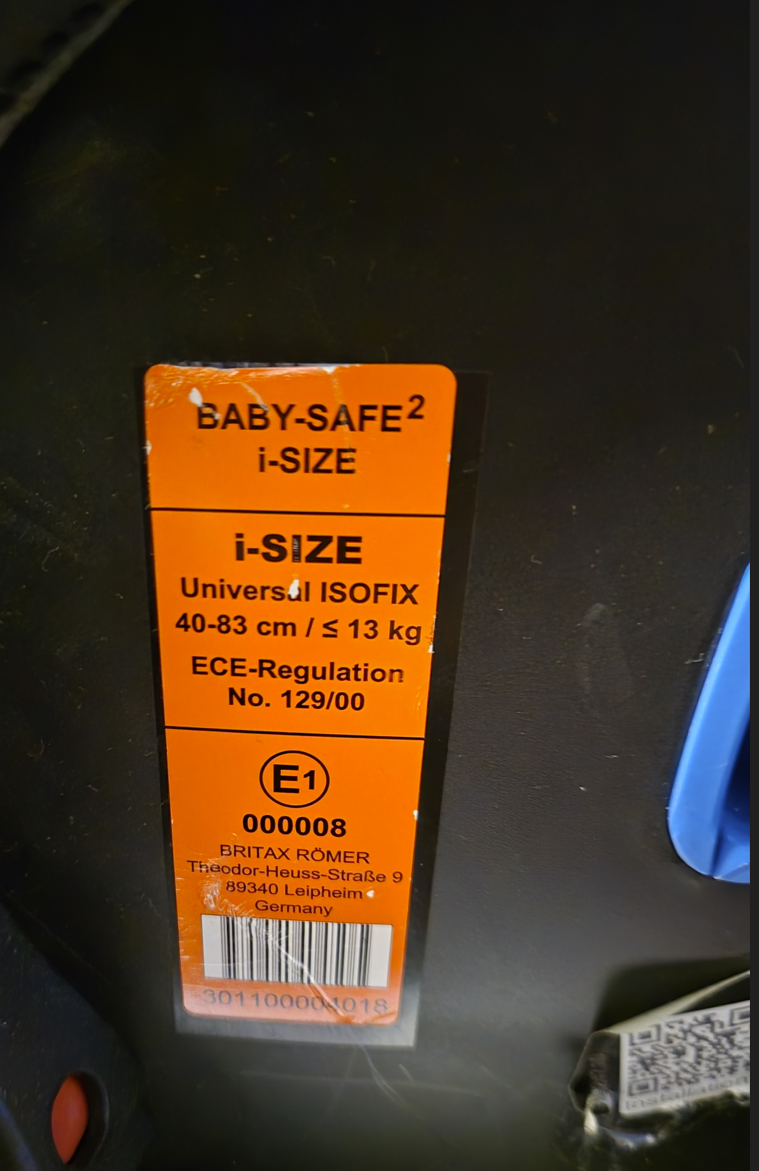 BABY-SAFE²
i-SIZE
i-SIZE
Universal ISOFIX
40-83 cm / ≤ 13 kg
ECE-Regulation
No. 129/00
E1
000008
BRITAX RÖMER
Theodor-Heuss-Straße 9
89340 Leipheim
Germany
301100004018